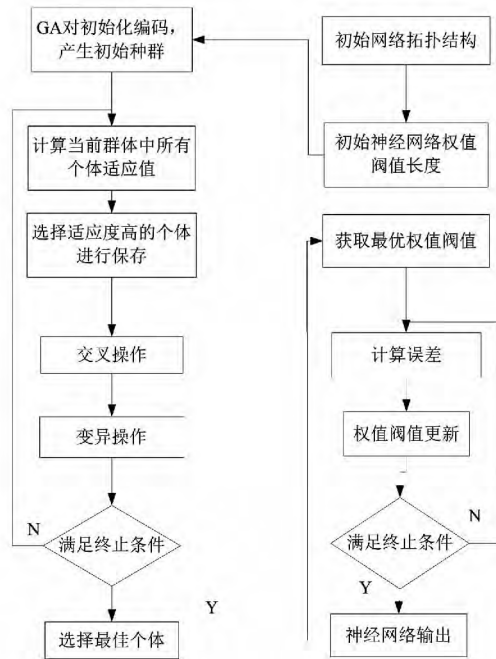 GA对初始化编码，
产生初始种群
计算当前群体中所有
个体适应值
选择适应度高的个体
进行保存
交叉操作
变异操作
N
满足终止条件
Y
选择最佳个体
初始网络拓扑结构
初始神经网络权值
阀值长度
获取最优权值阀值
计算误差
权值阀值更新
满足终止条件
N
Y
神经网络输出